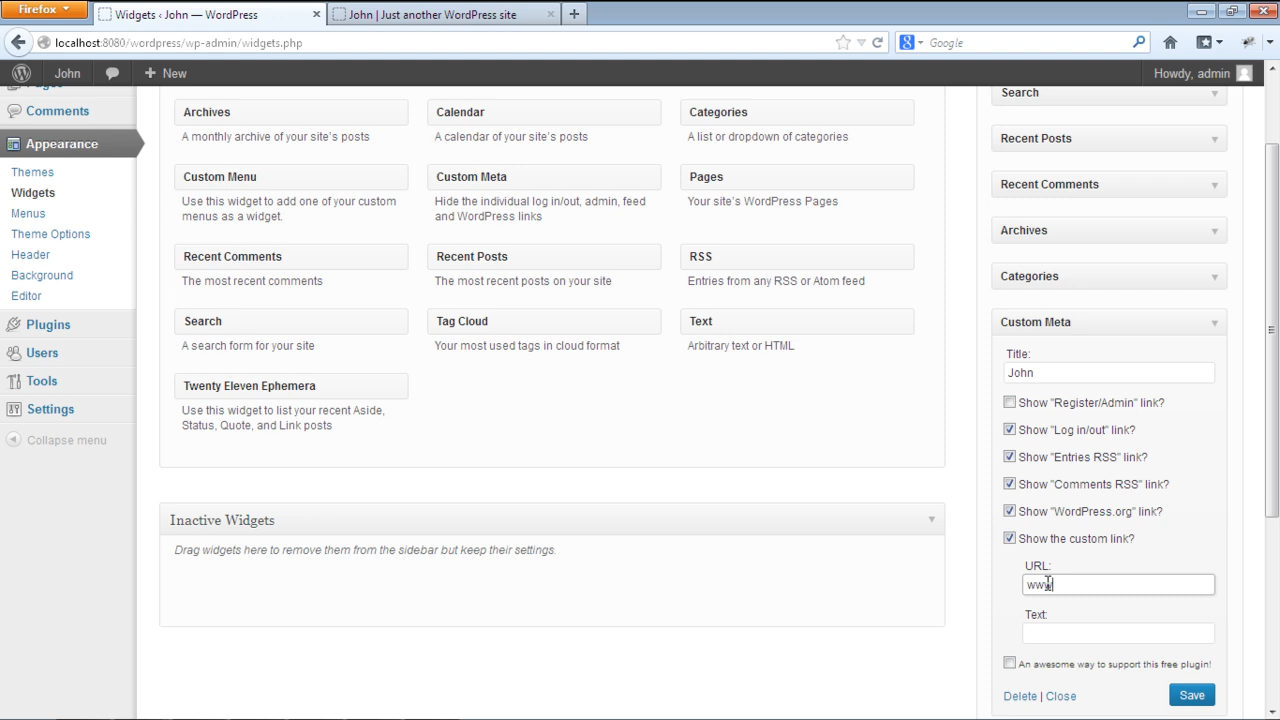 Firefox
Widgets ‹ John — WordPress
John | Just another WordPress site
localhost:8080/wordpress/wp-admin/widgets.php
Google
John
New
Howdy, admin
Comments
Appearance
Themes
Widgets
Menus
Theme Options
Header
Background
Editor
Plugins
Users
Tools
Settings
Collapse menu
Archives
A monthly archive of your site's posts
Calendar
A calendar of your site's posts
Categories
A list or dropdown of categories
Custom Menu
Use this widget to add one of your custom
menus as a widget.
Custom Meta
Hide the individual log in/out, admin, feed
and WordPress links
Pages
Your site's WordPress Pages
Recent Comments
The most recent comments
Recent Posts
The most recent posts on your site
RSS
Entries from any RSS or Atom feed
Search
A search form for your site
Tag Cloud
Your most used tags in cloud format
Text
Arbitrary text or HTML
Twenty Eleven Ephemera
Use this widget to list your recent Aside,
Status, Quote, and Link posts
Inactive Widgets
Drag widgets here to remove them from the sidebar but keep their settings.
Search
Recent Posts
Recent Comments
Archives
Categories
Custom Meta
Title:
John
Show "Register/Admin" link?
Show "Log in/out" link?
Show "Entries RSS" link?
Show "Comments RSS" link?
Show "WordPress.org" link?
Show the custom link?
URL:
www
Text:
An awesome way to support this free plugin!
Delete | Close
Save